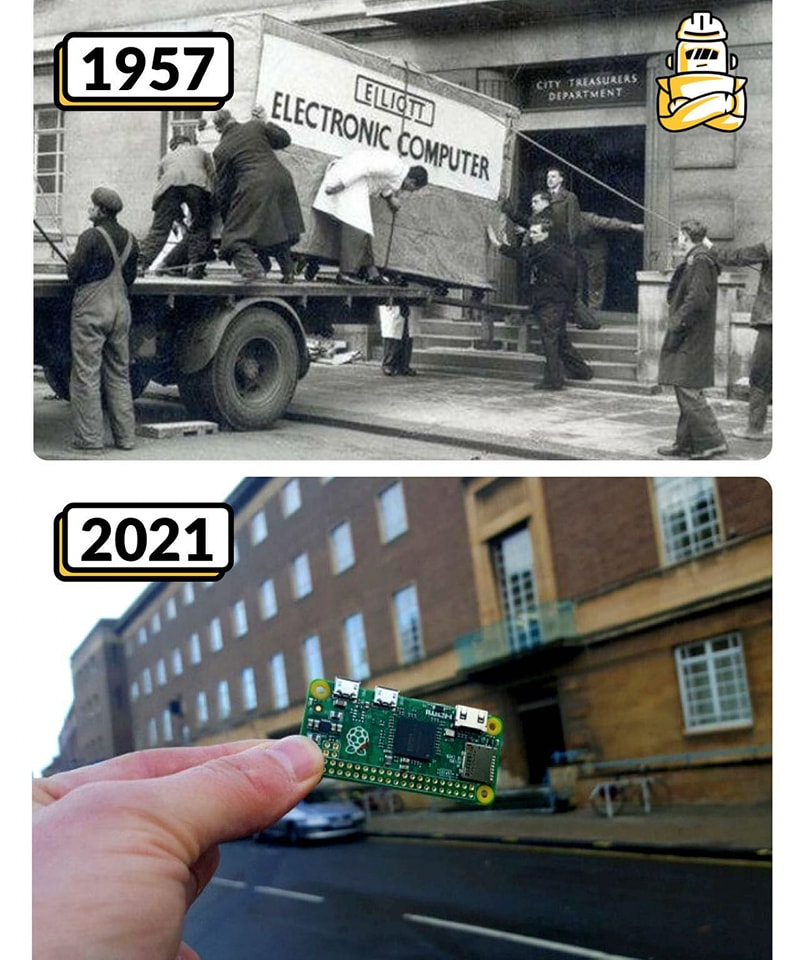 1957
ELLIOTT
ELECTRONIC COMPUTER
CITY TREASURERS
DEPARTMENT
2021